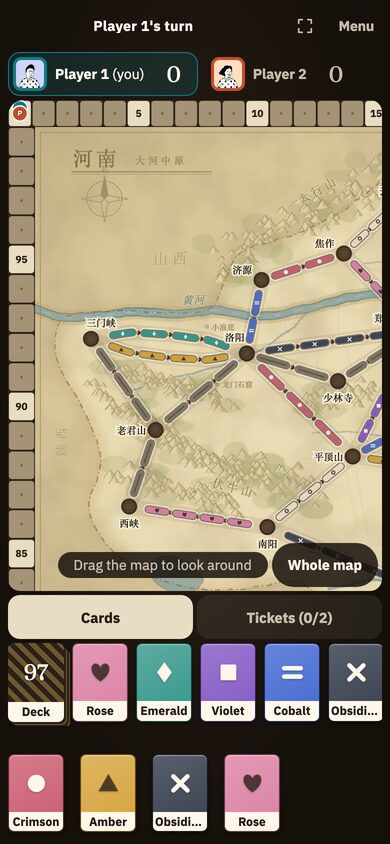 Player 1's turn
Menu
Player 1 (you) 0
Player 2 0
P
5
10
15
河南
大河中原
太行山
山西
焦作
济源
黄河
小浪底
三门峡
洛阳
95
龙门石窟
少林寺
90
老君山
陕西
平顶山
伏牛山
西峡
南阳
85
Drag the map to look around
Whole map
Cards
Tickets (0/2)
97
Deck
Rose
Emerald
Violet
Cobalt
Obsidi...
Crimson
Amber
Obsidi...
Rose